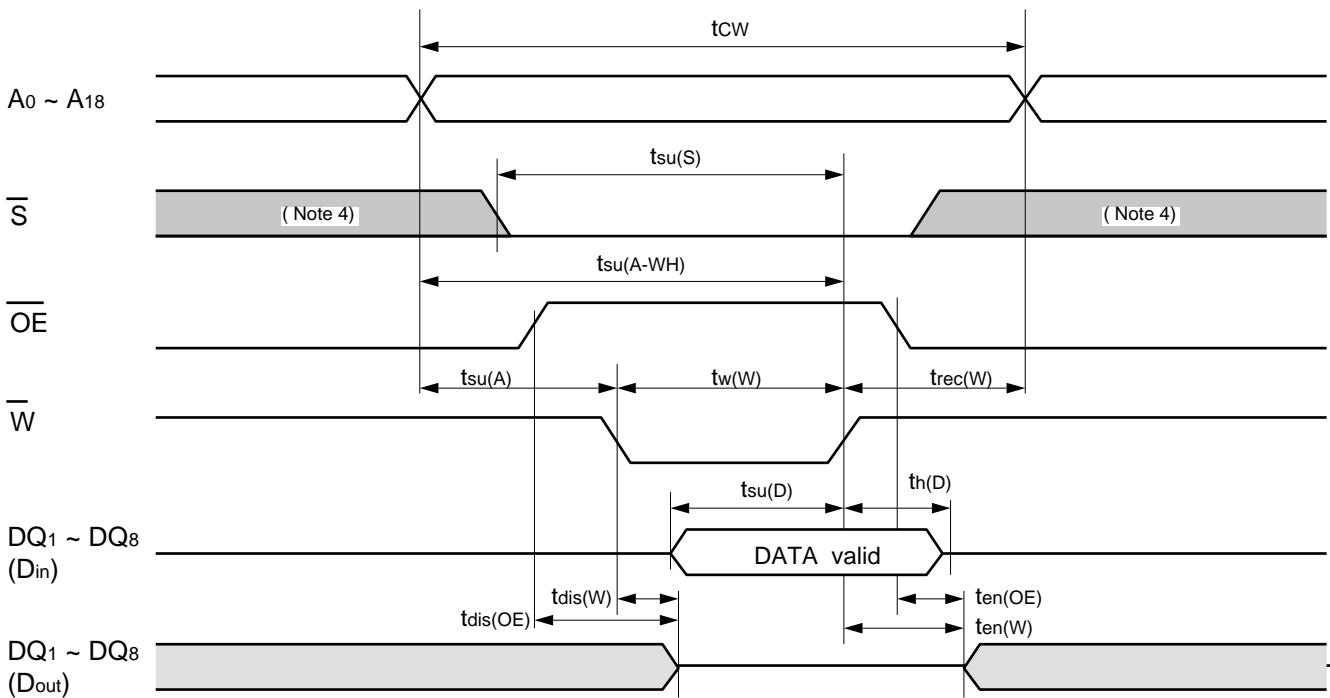 tCW
A0 ~ A18
tsu(S)
S
( Note 4)
( Note 4)
tsu(A-WH)
OE
tsu(A)
tw(W)
trec(W)
W
tsu(D)
th(D)
DQ1 ~ DQ8
(Din)
DATA valid
tdis(W)
ten(OE)
tdis(OE)
ten(W)
DQ1 ~ DQ8
(Dout)